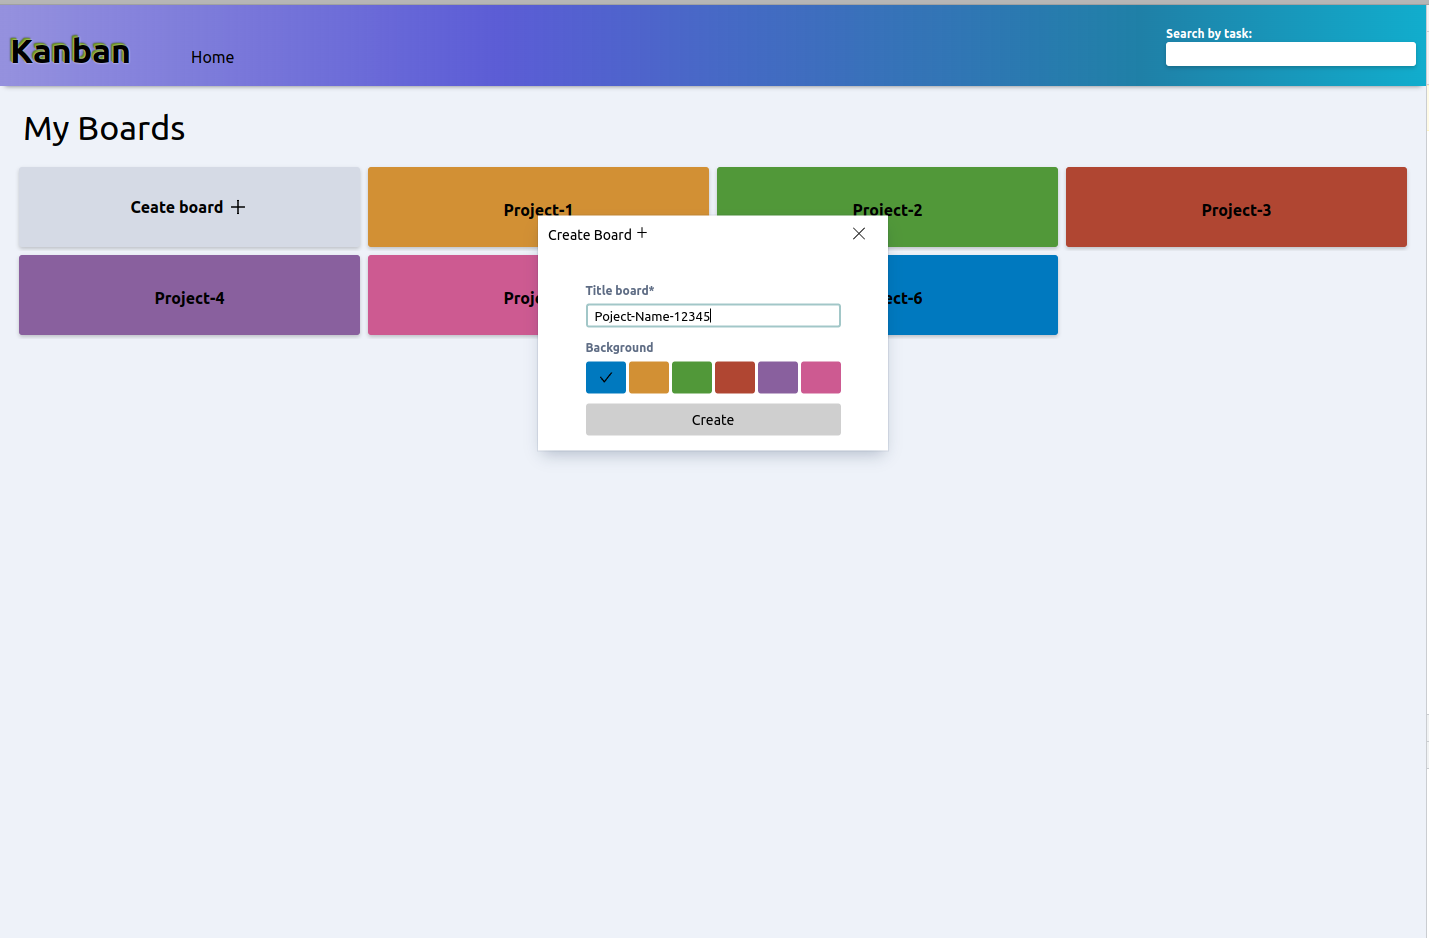 Kanban
Home
Search by task:
My Boards
Ceate board
Project-1
Project-2
Project-3
Project-4
Proje
ect-6
Create Board
Title board*
Poject-Name-12345
Background
Create